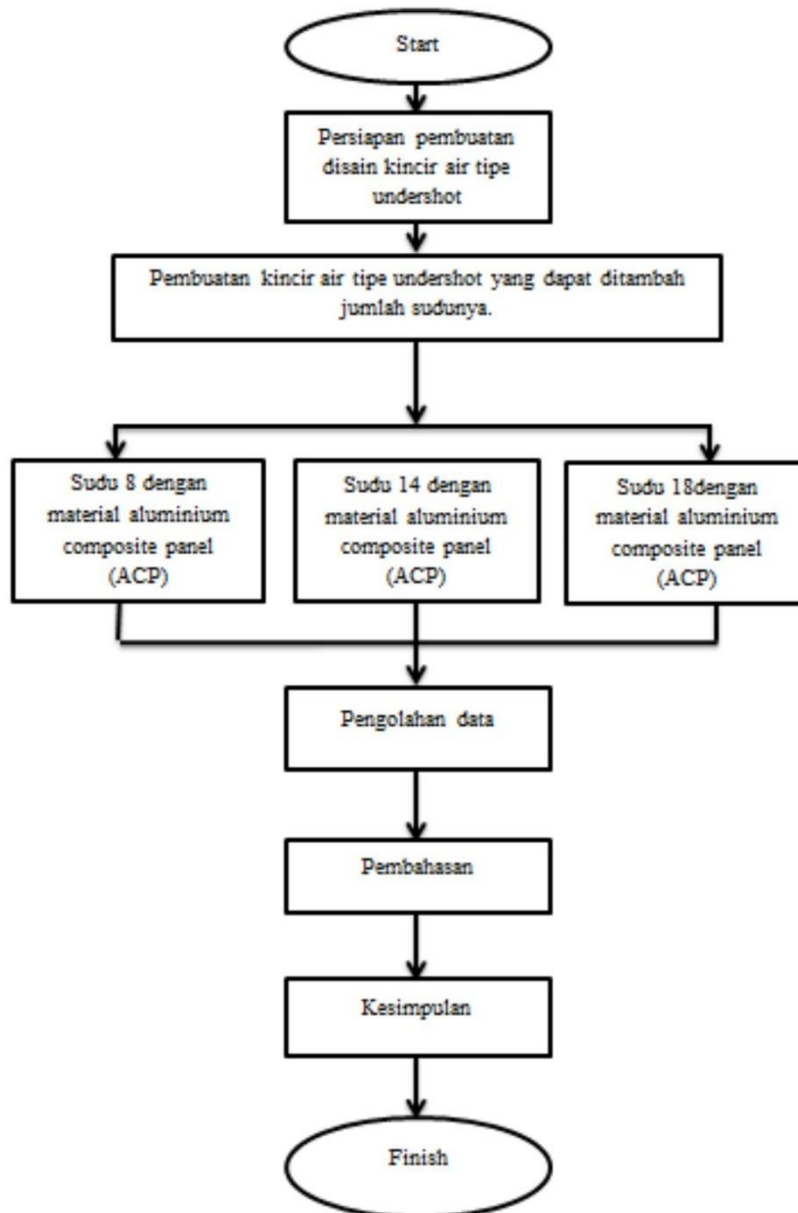 Start
Persiapan pembuatan
disain kincir air tipe
undershot
Pembuatan kincir air tipe undershot yang dapat ditambah
jumlah sudunya.
Sudu 8 dengan
material aluminium
composite panel
(ACP)
Sudu 14 dengan
material aluminium
composite panel
(ACP)
Sudu 18dengan
material aluminium
composite panel
(ACP)
Pengolahan data
Pembahasan
Kesimpulan
Finish